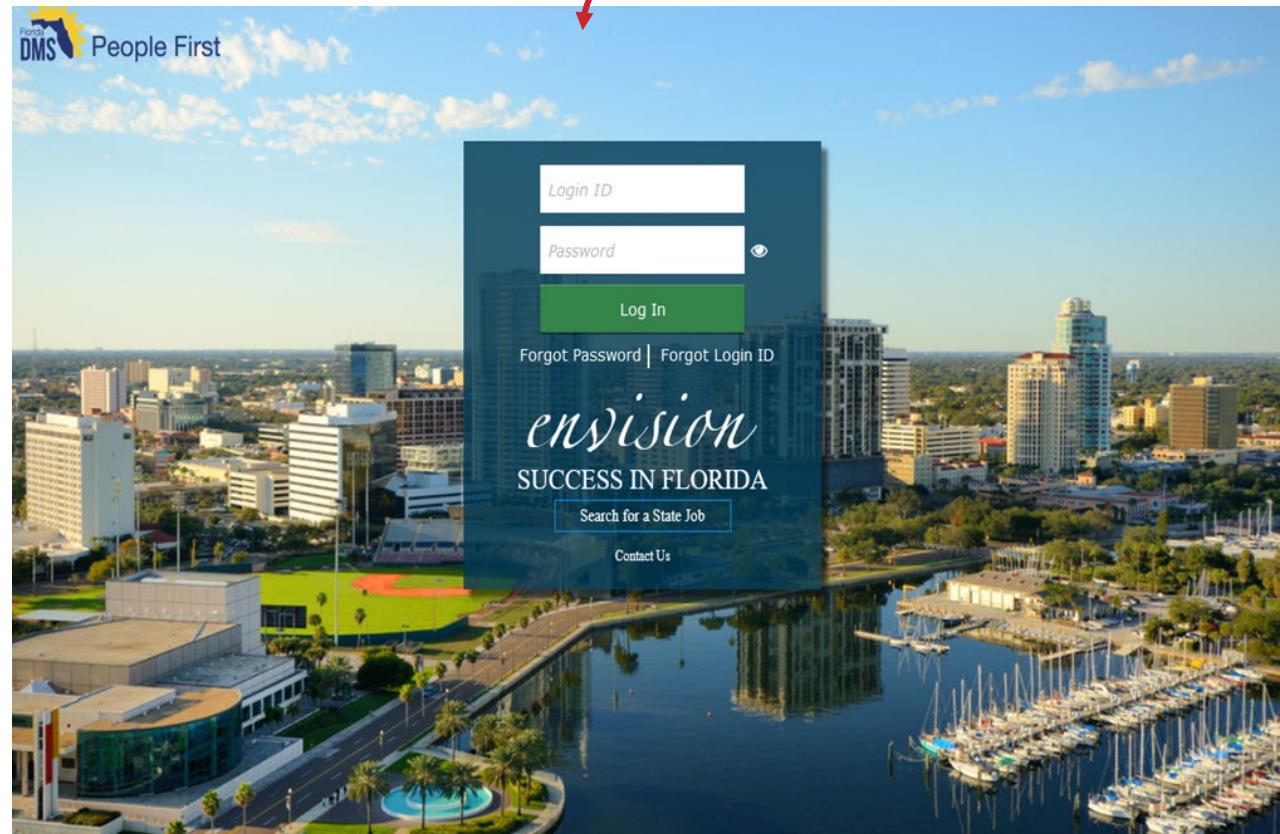 Florida
DMS People First
Login ID
Password
Log In
Forgot Password | Forgot Login ID
envision
SUCCESS IN FLORIDA
Search for a State Job
Contact Us